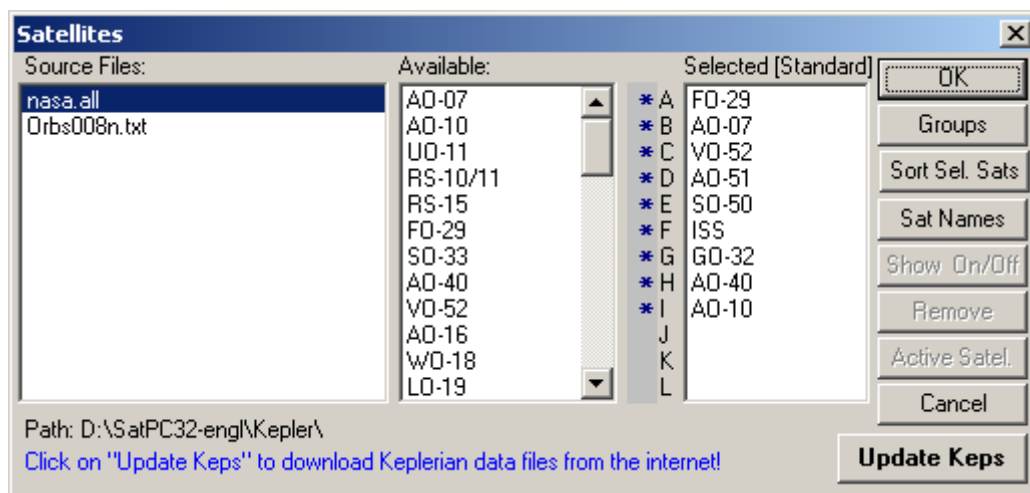 Satellites
Source Files:
nasa.all
Orbs008n.txt
Available:
AO-07
AO-10
UO-11
RS-10/11
RS-15
FO-29
SO-33
AO-40
VO-52
AO-16
WO-18
LO-19
Selected [Standard]
* A FO-29
* B AO-07
* C VO-52
* D AO-51
* E SO-50
* F ISS
* G GO-32
* H AO-40
* I AO-10
J
K
L
OK
Groups
Sort Sel. Sats
Sat Names
Show On/Off
Remove
Active Satel.
Cancel
Path: D:\SatPC32-engl\Kepler\
Click on "Update Keps" to download Keplerian data files from the internet!
Update Keps